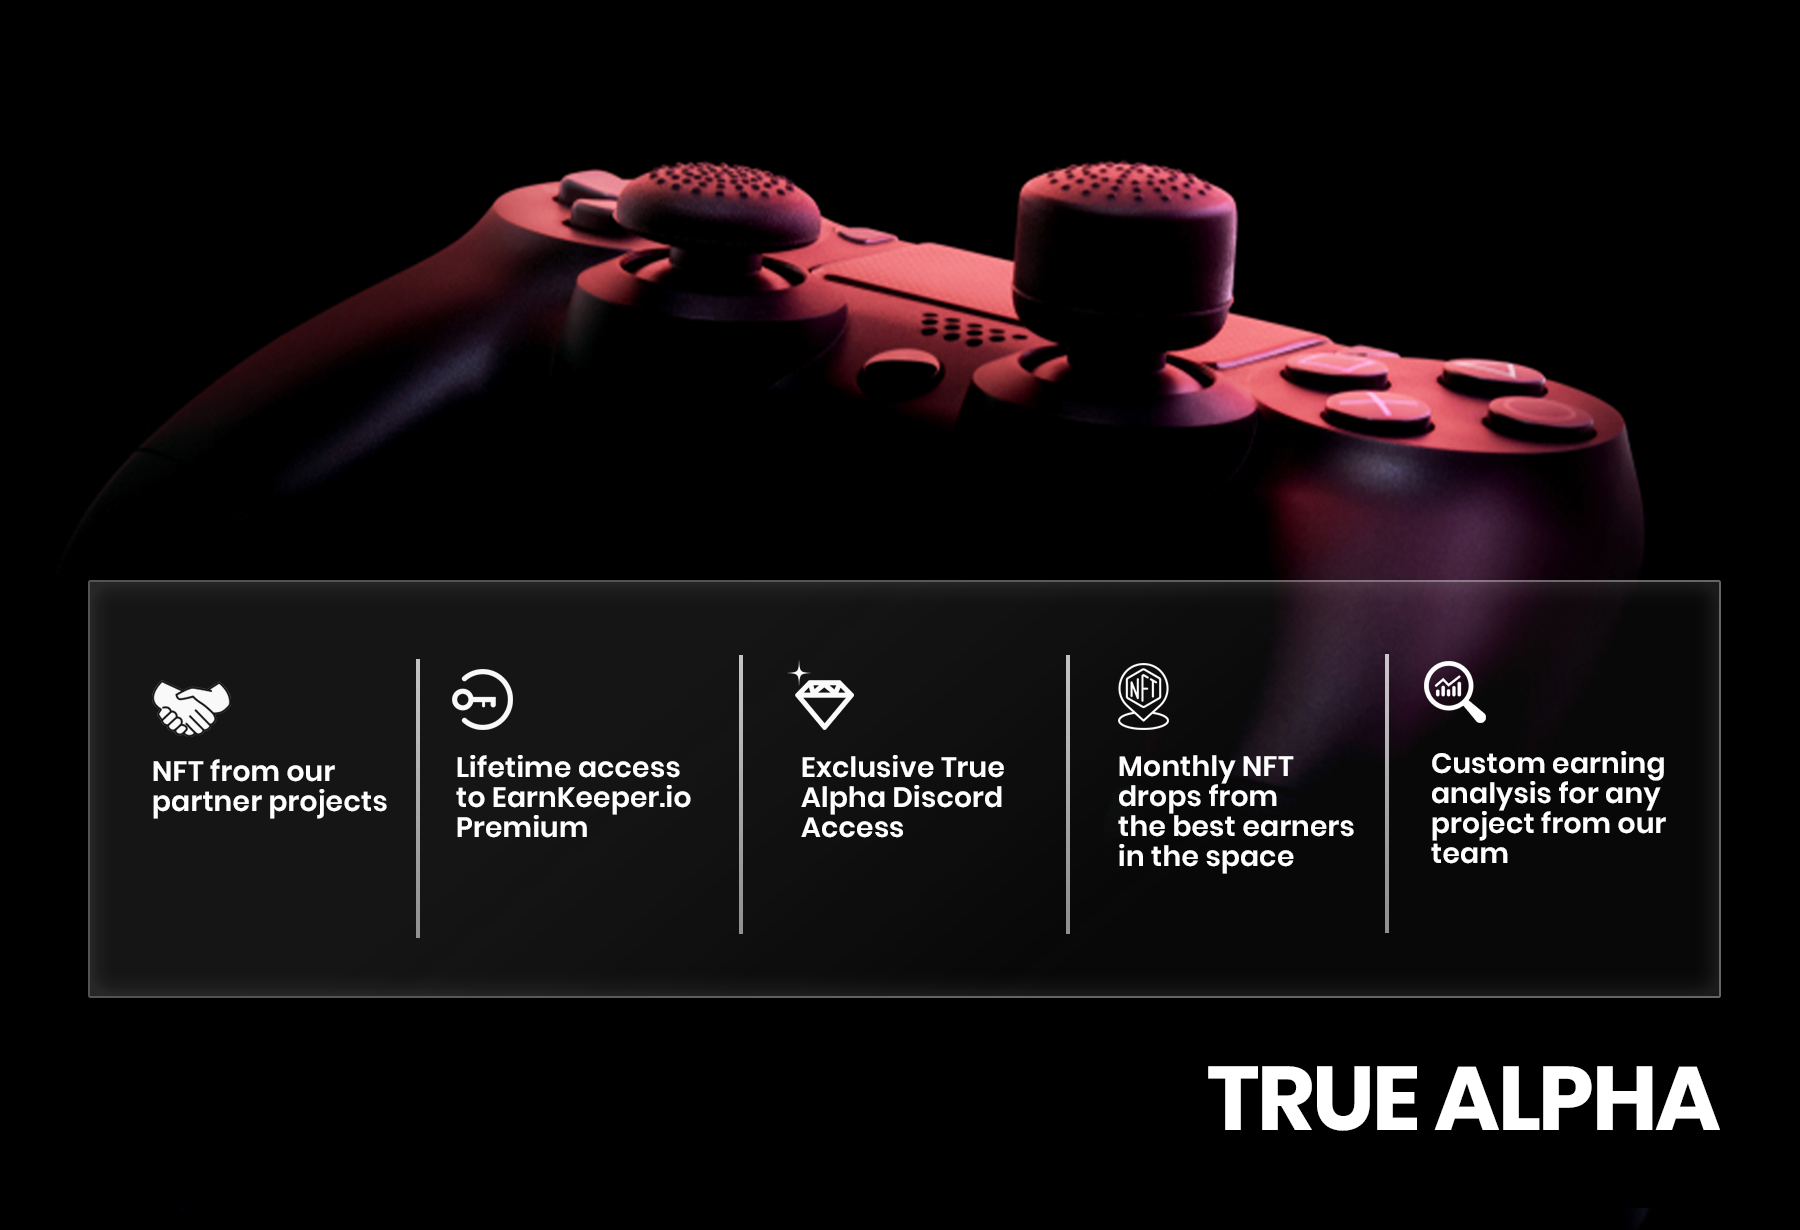 NFT from our
partner projects
Lifetime access
to EarnKeeper.io
Premium
Exclusive True
Alpha Discord
Access
NFT
Monthly NFT
drops from
the best earners
in the space
Custom earning
analysis for any
project from our
team
TRUE ALPHA